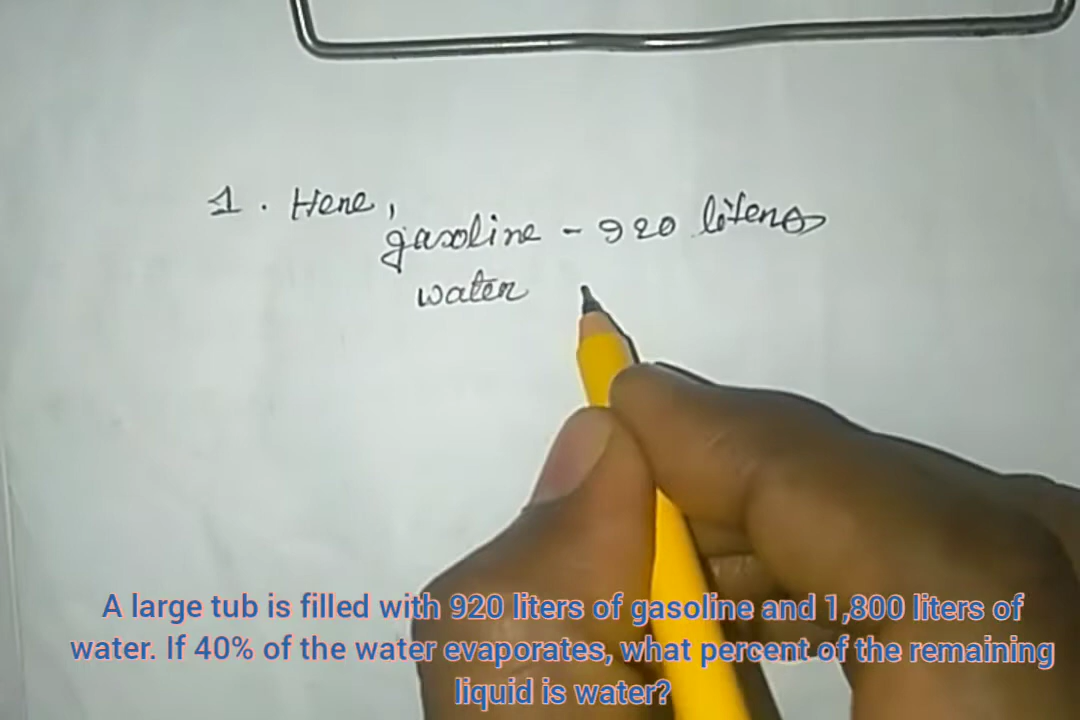 1. Here,
gasoline - 920 liters
water
A large tub is filled with 920 liters of gasoline and 1,800 liters of
water. If 40% of the water evaporates, what percent of the remaining
liquid is water?